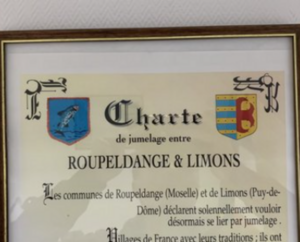 Charte
de jumelage entre
ROUPELDANGE & LIMONS
Les communes de Roupeldange (Moselle) et de Limons (Puy-de-
Dôme) déclarent solennellement vouloir
désormais se lier par jumelage .
Villages de France avec leurs traditions ; ils ont